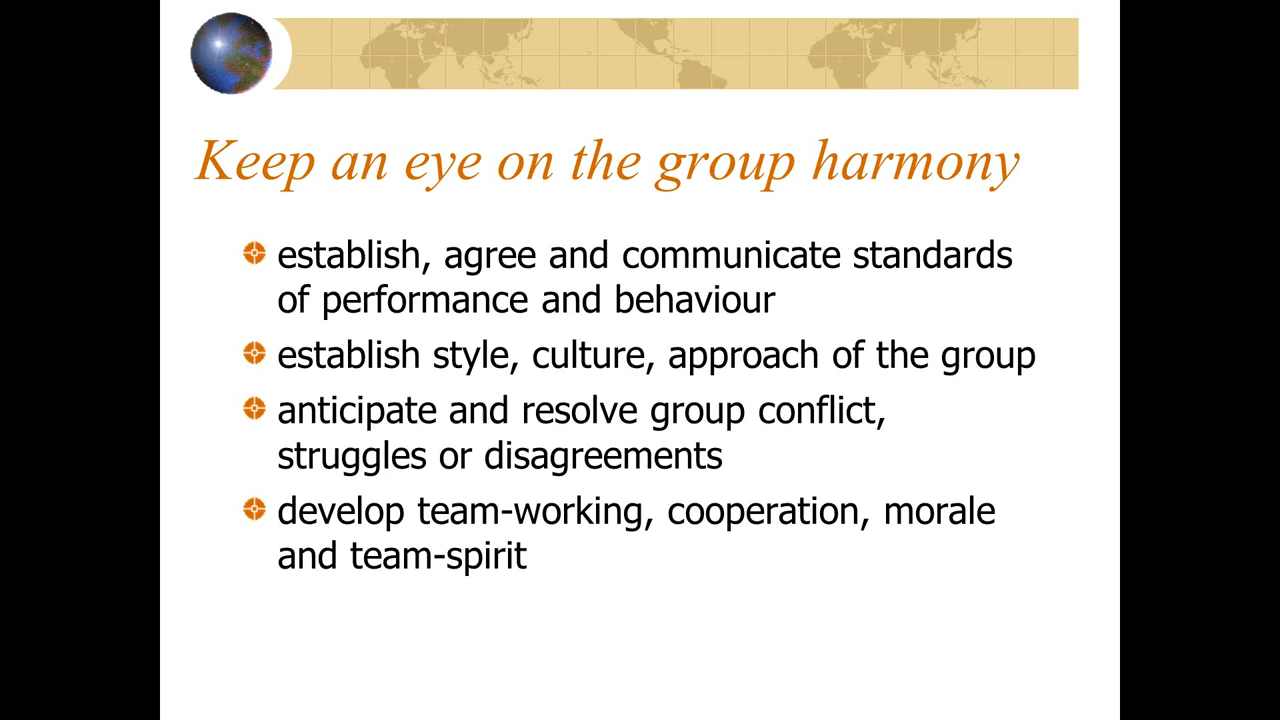 Keep an eye on the group harmony
establish, agree and communicate standards
of performance and behaviour
establish style, culture, approach of the group
anticipate and resolve group conflict,
struggles or disagreements
develop team-working, cooperation, morale
and team-spirit